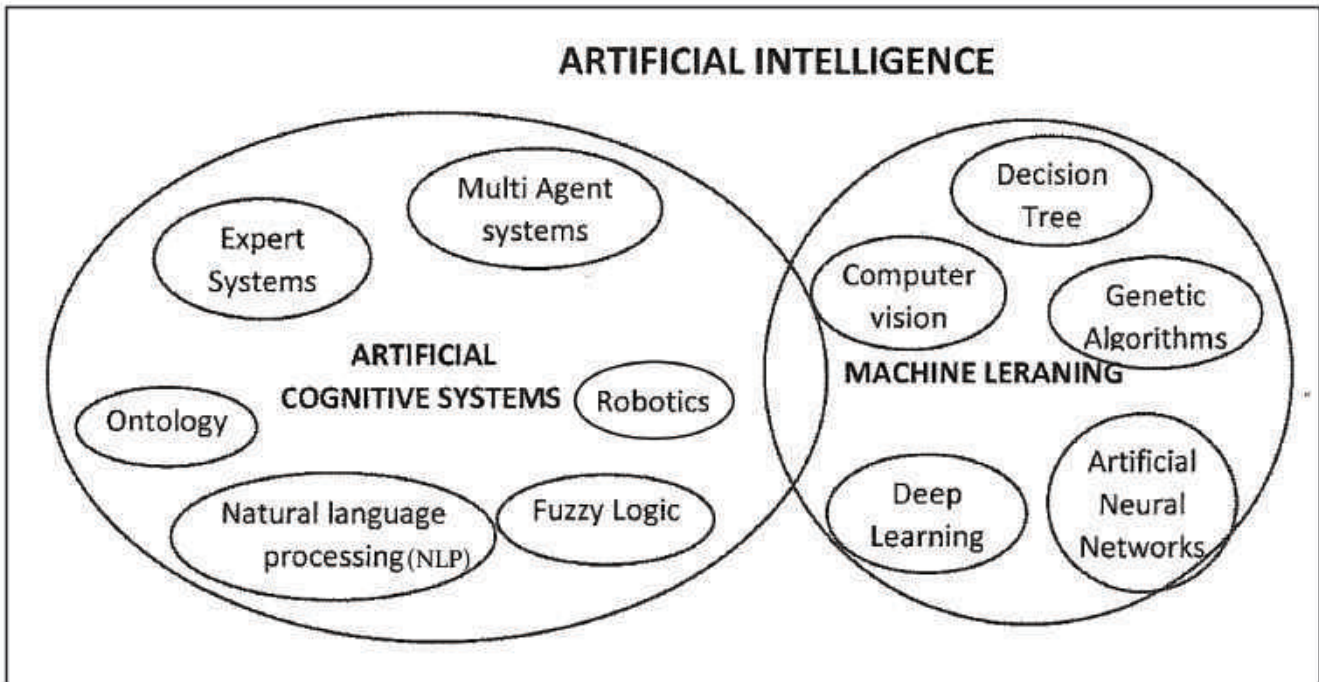 ARTIFICIAL INTELLIGENCE
Multi Agent
systems
Expert
Systems
ARTIFICIAL
COGNITIVE SYSTEMS
Robotics
Ontology
Natural language
processing(NLP)
Fuzzy Logic
Decision
Tree
Computer
vision
Genetic
Algorithms
MACHINE LERANING
Deep
Learning
Artificial
Neural
Networks